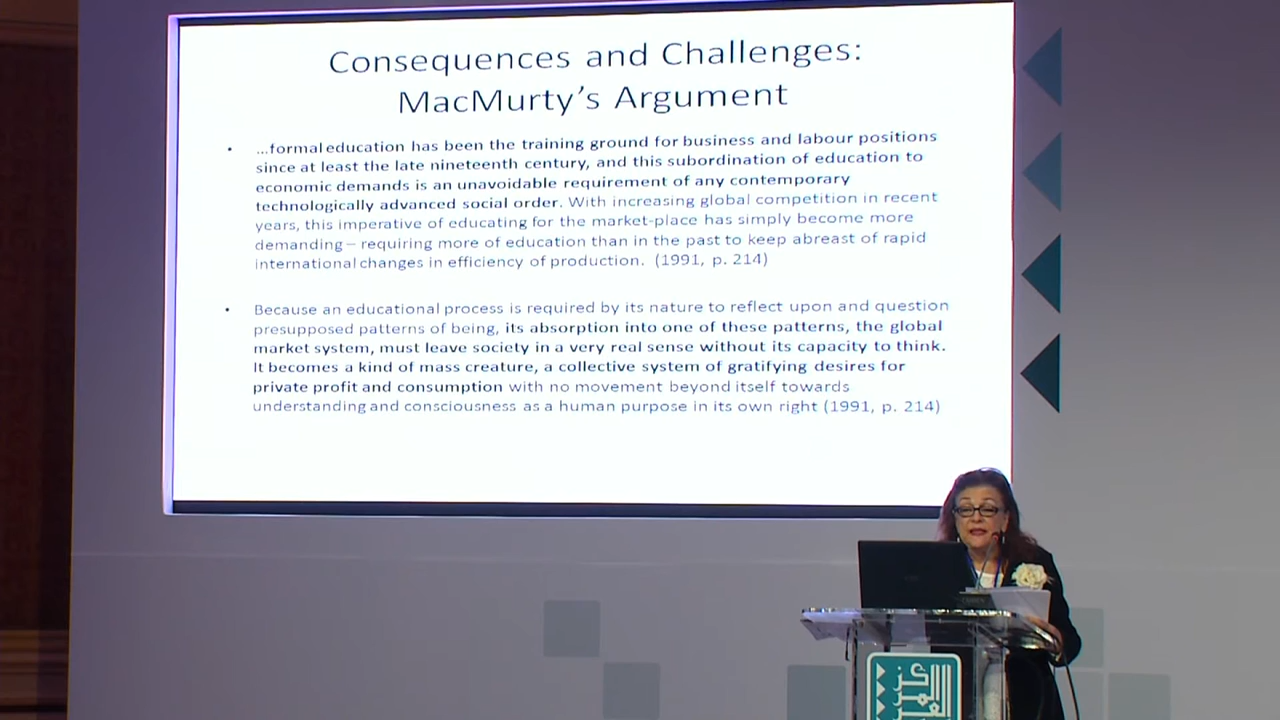 Consequences and Challenges:
MacMurty's Argument
• ...formal education has been the training ground for business and labour positions
since at least the late nineteenth century, and this subordination of education to
economic demands is an unavoidable requirement of any contemporary
technologically advanced social order. With increasing global competition in recent
years, this imperative of educating for the market-place has simply become more
demanding – requiring more of education than in the past to keep abreast of rapid
international changes in efficiency of production. (1991, p. 214)
• Because an educational process is required by its nature to reflect upon and question
presupposed patterns of being, its absorption into one of these patterns, the global
market system, must leave society in a very real sense without its capacity to think.
It becomes a kind of mass creature, a collective system of gratifying desires for
private profit and consumption with no movement beyond itself towards
understanding and consciousness as a human purpose in its own right (1991, p. 214)